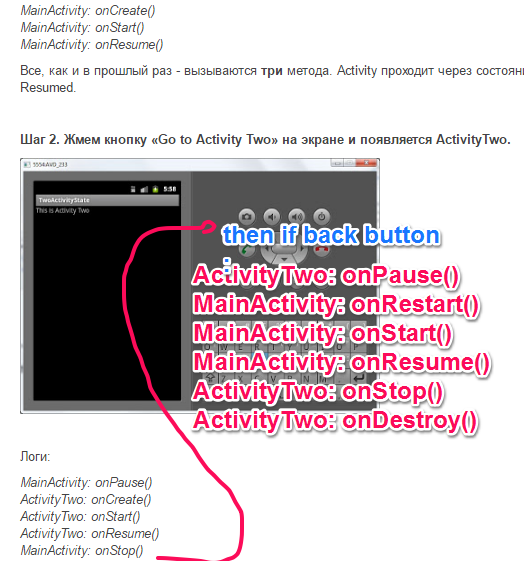 MainActivity: onCreate()
MainActivity: onStart()
MainActivity: onResume()
Все, как и в прошлый раз - вызываются три метода. Activity проходит через состояни
Resumed.
Шаг 2. Жмем кнопку «Go to Activity Two» на экране и появляется ActivityTwo.
5554:AVD_233
5:58
TwoActivityState
This is Activity Two
then if back button
:
ActivityTwo: onPause()
MainActivity: onRestart()
MainActivity: onStart()
MainActivity: onResume()
ActivityTwo: onStop()
ActivityTwo: onDestroy()
Логи:
MainActivity: onPause()
ActivityTwo: onCreate()
ActivityTwo: onStart()
ActivityTwo: onResume()
MainActivity: onStop()